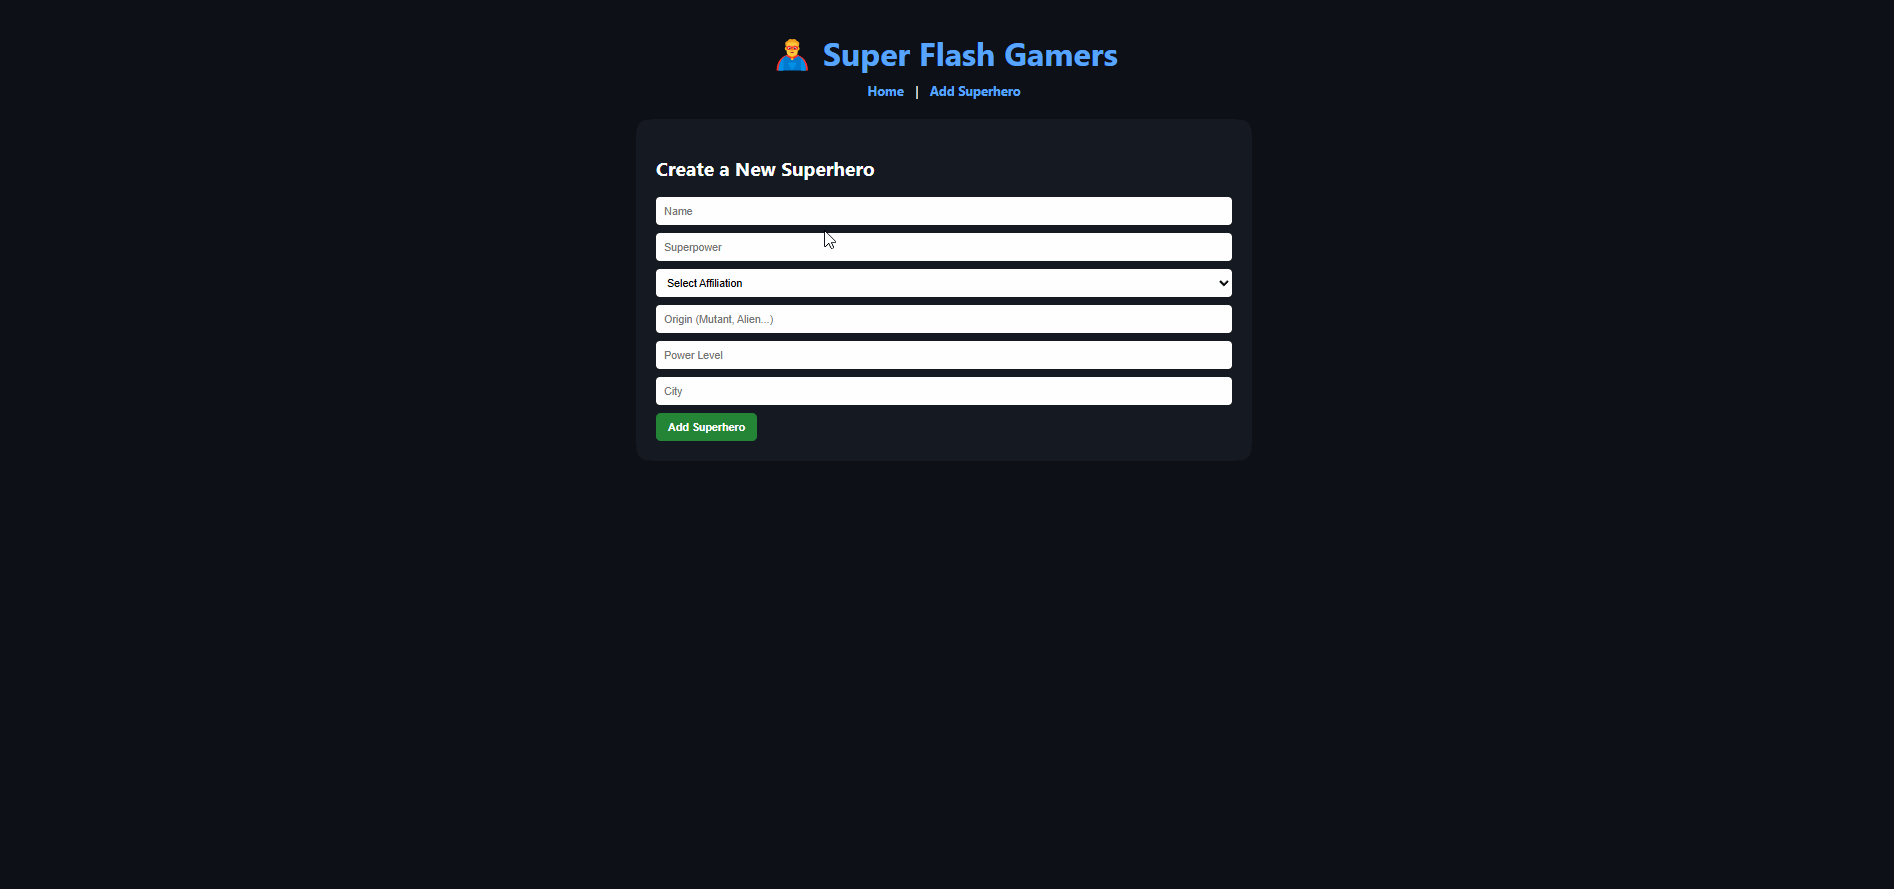 Super Flash Gamers
Home | Add Superhero
Create a New Superhero
Name
Superpower
Select Affiliation
Origin (Mutant, Alien...)
Power Level
City
Add Superhero